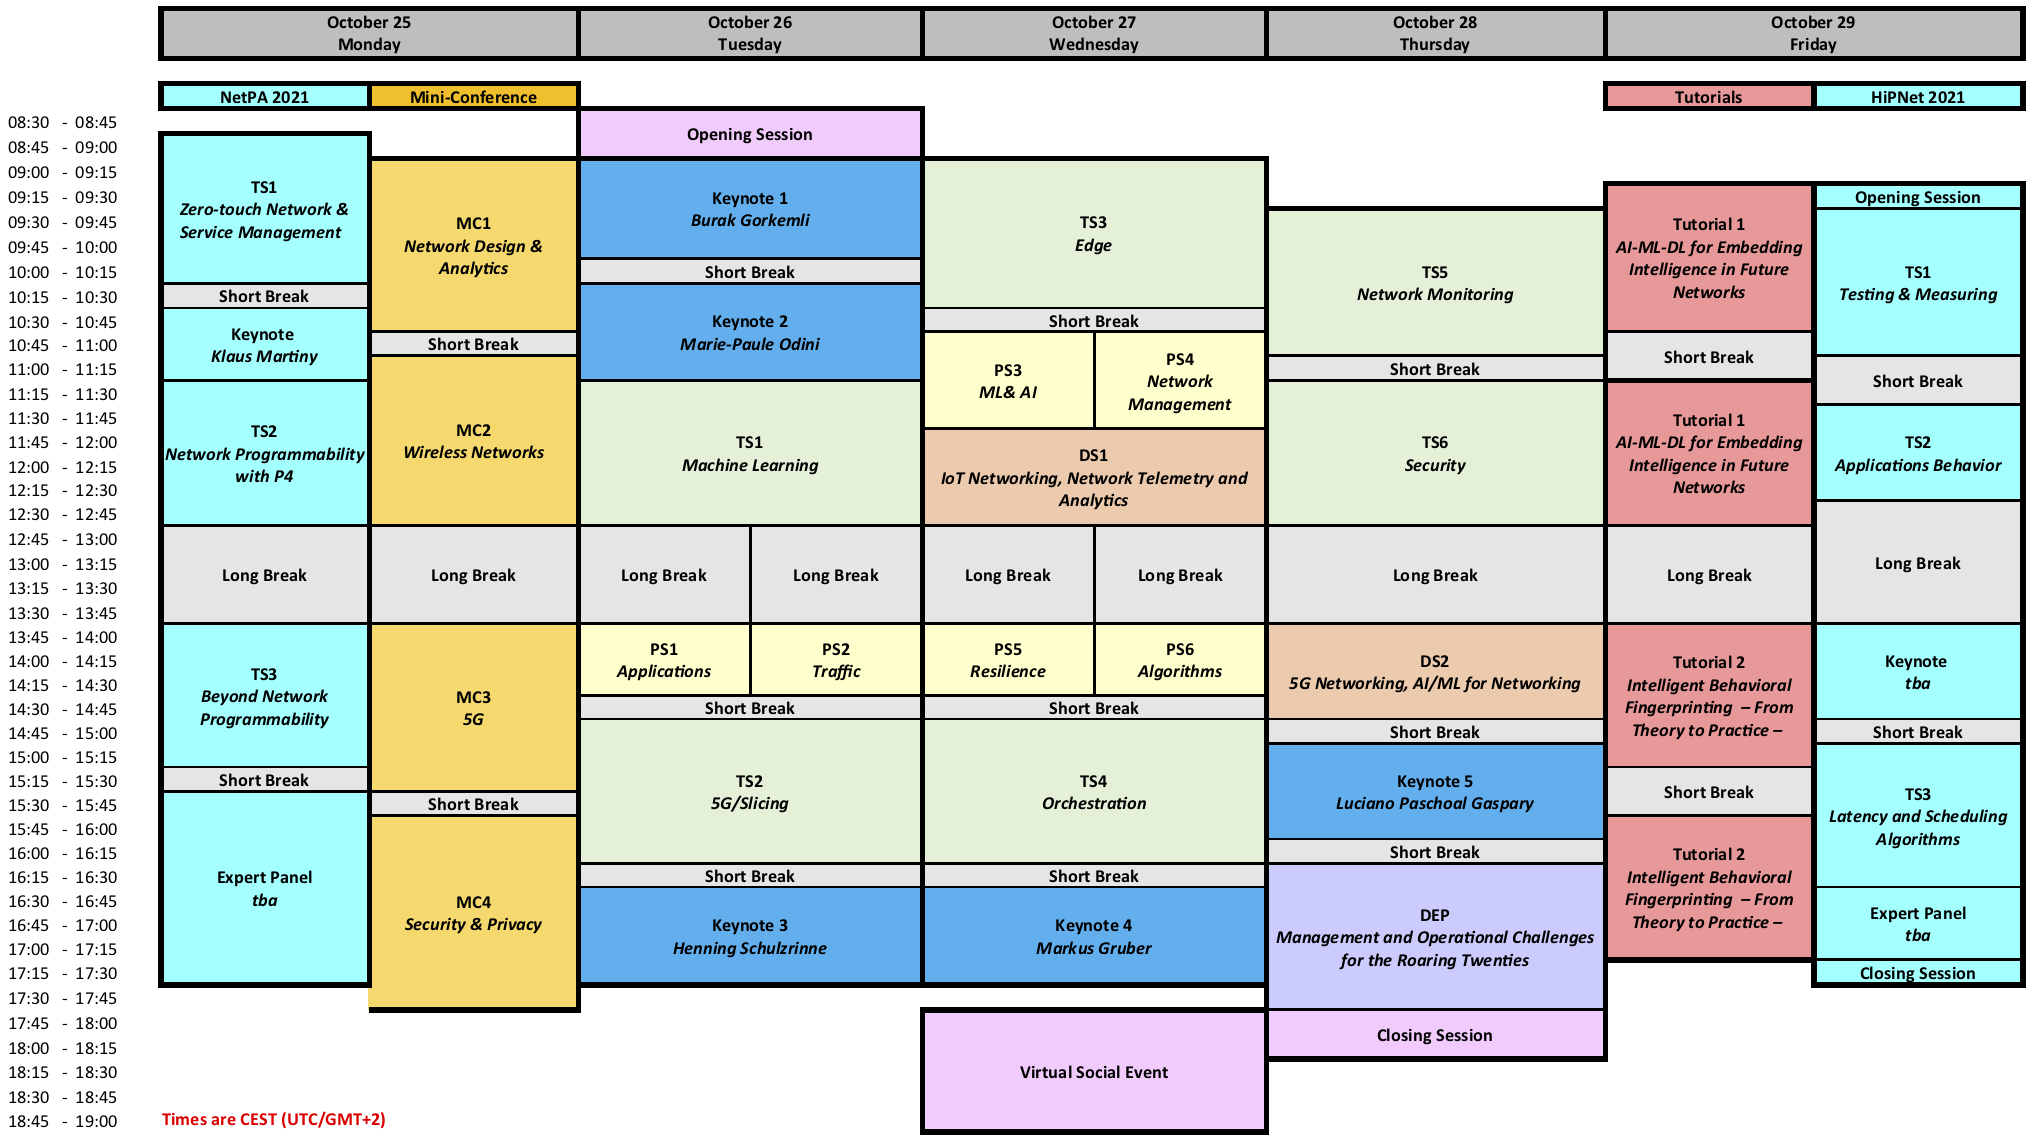 October 25
Monday
October 26
Tuesday
October 27
Wednesday
October 28
Thursday
October 29
Friday
NetPA 2021
Mini-Conference
Tutorials
HiPNet 2021
08:30 - 08:45
08:45 - 09:00
09:00 - 09:15
09:15 - 09:30
09:30 - 09:45
09:45 - 10:00
10:00 - 10:15
10:15 - 10:30
10:30 - 10:45
10:45 - 11:00
11:00 - 11:15
11:15 - 11:30
11:30 - 11:45
11:45 - 12:00
12:00 - 12:15
12:15 - 12:30
12:30 - 12:45
12:45 - 13:00
13:00 - 13:15
13:15 - 13:30
13:30 - 13:45
13:45 - 14:00
14:00 - 14:15
14:15 - 14:30
14:30 - 14:45
14:45 - 15:00
15:00 - 15:15
15:15 - 15:30
15:30 - 15:45
15:45 - 16:00
16:00 - 16:15
16:15 - 16:30
16:30 - 16:45
16:45 - 17:00
17:00 - 17:15
17:15 - 17:30
17:30 - 17:45
17:45 - 18:00
18:00 - 18:15
18:15 - 18:30
18:30 - 18:45
18:45 - 19:00
TS1
Zero-touch Network &
Service Management
Short Break
Keynote
Klaus Martiny
TS2
Network Programmability
with P4
Long Break
TS3
Beyond Network
Programmability
Short Break
Expert Panel
tba
MC1
Network Design &
Analytics
Short Break
MC2
Wireless Networks
Long Break
MC3
5G
Short Break
MC4
Security & Privacy
Opening Session
Keynote 1
Burak Gorkemli
Short Break
Keynote 2
Marie-Paule Odini
TS1
Machine Learning
Long Break
Long Break
PS1
Applications
PS2
Traffic
Short Break
TS2
5G/Slicing
Short Break
Keynote 3
Henning Schulzrinne
TS3
Edge
Short Break
PS3
ML& AI
PS4
Network
Management
DS1
IoT Networking, Network Telemetry and
Analytics
Long Break
Long Break
PS5
Resilience
PS6
Algorithms
Short Break
TS4
Orchestration
Short Break
Keynote 4
Markus Gruber
Virtual Social Event
TS5
Network Monitoring
Short Break
TS6
Security
Long Break
DS2
5G Networking, AI/ML for Networking
Short Break
Keynote 5
Luciano Paschoal Gaspary
Short Break
DEP
Management and Operational Challenges
for the Roaring Twenties
Closing Session
Tutorial 1
AI-ML-DL for Embedding
Intelligence in Future
Networks
Short Break
Tutorial 1
AI-ML-DL for Embedding
Intelligence in Future
Networks
Long Break
Tutorial 2
Intelligent Behavioral
Fingerprinting – From
Theory to Practice –
Short Break
Tutorial 2
Intelligent Behavioral
Fingerprinting – From
Theory to Practice –
Opening Session
TS1
Testing & Measuring
Short Break
TS2
Applications Behavior
Long Break
Keynote
tba
Short Break
TS3
Latency and Scheduling
Algorithms
Expert Panel
tba
Closing Session
Times are CEST (UTC/GMT+2)